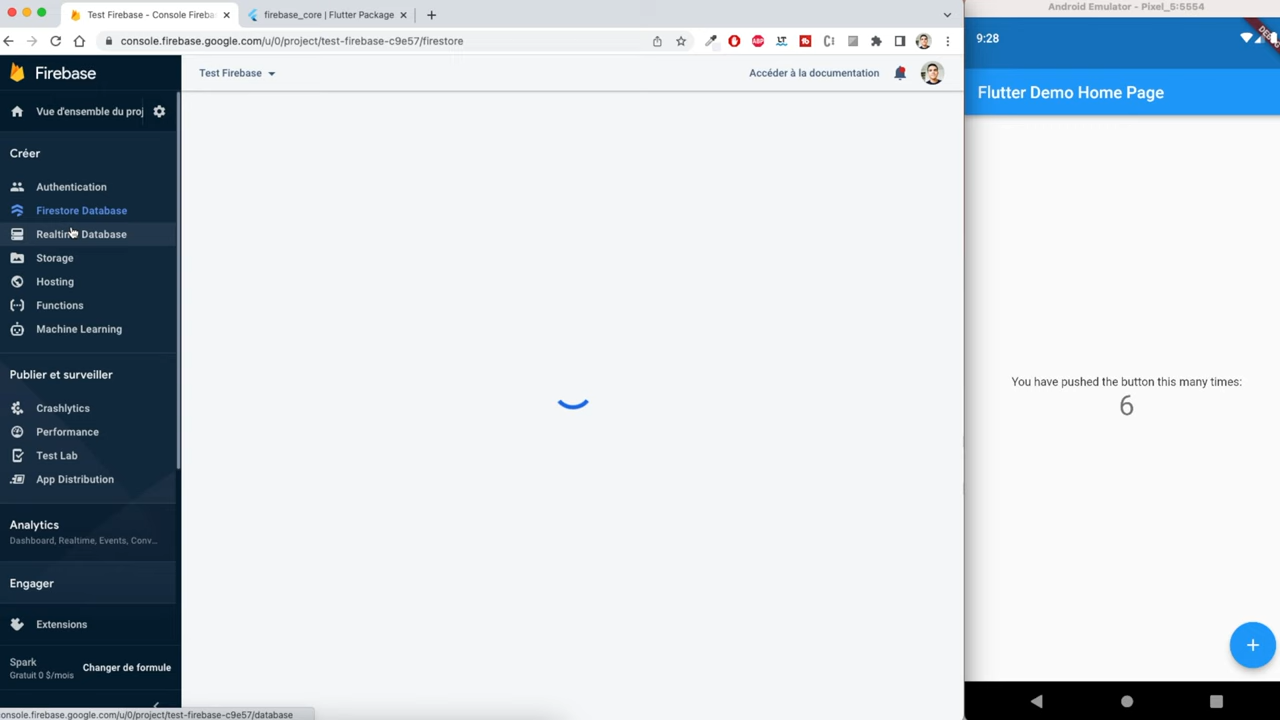 Test Firebase - Console Fireba
firebase_core | Flutter Package
console.firebase.google.com/u/0/project/test-firebase-c9e57/firestore
Firebase
Test Firebase
Accéder à la documentation
Vue d'ensemble du proj
Créer
Authentication
Firestore Database
Realtime Database
Storage
Hosting
Functions
Machine Learning
Publier et surveiller
Crashlytics
Performance
Test Lab
App Distribution
Analytics
Dashboard, Realtime, Events, Conv...
Engager
Extensions
Spark
Gratuit 0 $/mois
Changer de formule
console.firebase.google.com/u/0/project/test-firebase-c9e57/database
Android Emulator - Pixel_5:5554
9:28
DEBUG
Flutter Demo Home Page
You have pushed the button this many times:
6